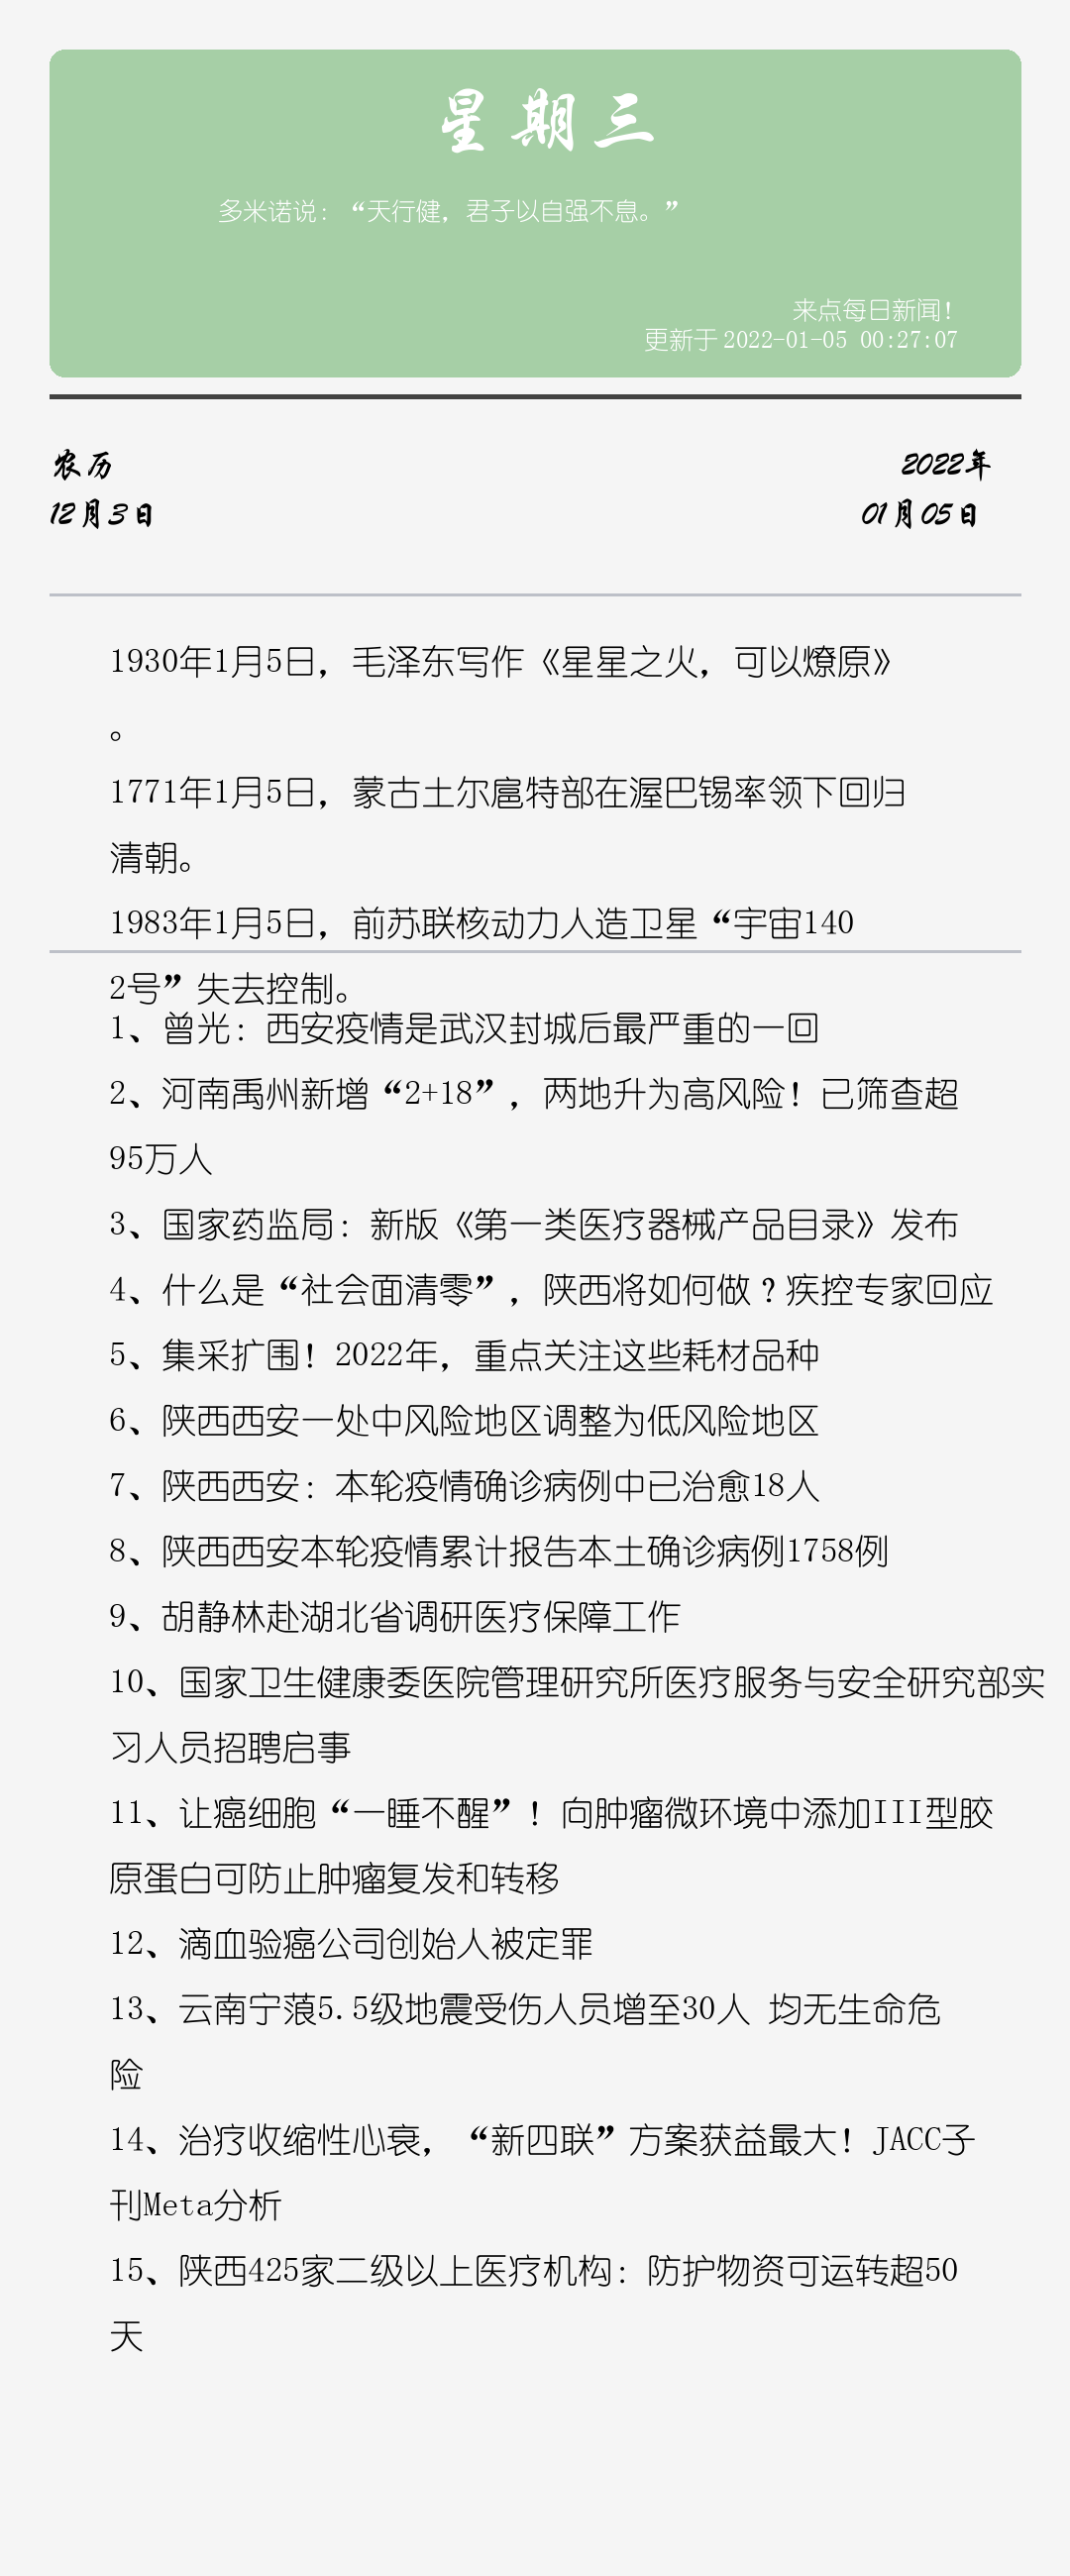 星期三
多米诺说：“天行健，君子以自强不息。”
来点每日新闻！
更新于 2022-01-05 00:27:07
农历
2022年
12月3日
01月05日
1930年1月5日，毛泽东写作《星星之火，可以燎原》
。
1771年1月5日，蒙古土尔扈特部在渥巴锡率领下回归
清朝。
1983年1月5日，前苏联核动力人造卫星“宇宙140
2号”失去控制。
1、曾光：西安疫情是武汉封城后最严重的一回
2、河南禹州新增“2+18”，两地升为高风险！已筛查超
95万人
3、国家药监局：新版《第一类医疗器械产品目录》发布
4、什么是“社会面清零”，陕西将如何做？疾控专家回应
5、集采扩围！2022年，重点关注这些耗材品种
6、陕西西安一处中风险地区调整为低风险地区
7、陕西西安：本轮疫情确诊病例中已治愈18人
8、陕西西安本轮疫情累计报告本土确诊病例1758例
9、胡静林赴湖北省调研医疗保障工作
10、国家卫生健康委医院管理研究所医疗服务与安全研究部实
习人员招聘启事
11、让癌细胞“一睡不醒”！向肿瘤微环境中添加III型胶
原蛋白可防止肿瘤复发和转移
12、滴血验癌公司创始人被定罪
13、云南宁蒗5.5级地震受伤人员增至30人 均无生命危
险
14、治疗收缩性心衰，“新四联”方案获益最大！JACC子
刊Meta分析
15、陕西425家二级以上医疗机构：防护物资可运转超50
天